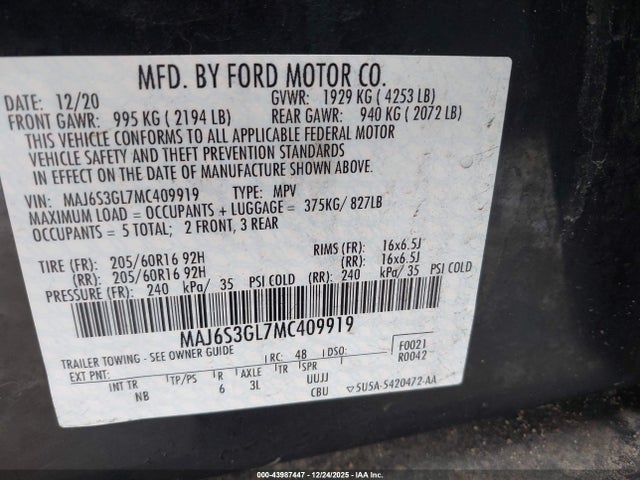 MFD. BY FORD MOTOR CO.
DATE: 12/20 GVWR: 1929 KG ( 4253 LB)
FRONT GAWR: 995 KG ( 2194 LB) REAR GAWR: 940 KG ( 2072 LB)
THIS VEHICLE CONFORMS TO ALL APPLICABLE FEDERAL MOTOR
VEHICLE SAFETY AND THEFT PREVENTION STANDARDS
IN EFFECT ON THE DATE OF MANUFACTURE SHOWN ABOVE.
VIN: MAJ6S3GL7MC409919 TYPE: MPV
MAXIMUM LOAD = OCCUPANTS + LUGGAGE = 375KG/ 827LB
OCCUPANTS = 5 TOTAL; 2 FRONT, 3 REAR
TIRE (FR): 205/60R16 92H RIMS (FR): 16x6.5J
(RR): 205/60R16 92H (RR): 16x6.5J
PRESSURE (FR): 240 kPa/ 35 PSI COLD (RR): 240 kPa/ 35 PSI COLD
MAJ6S3GL7MC409919
TRAILER TOWING - SEE OWNER GUIDE RC: 48 DSO: F0021
EXT PNT: R0042
INT TR TP/PS R AXLE TR SPR UUJJ
NB 6 3L CBU 5U5A-5420472-AA
000-43987447 - 12/24/2025 - IAA Inc.